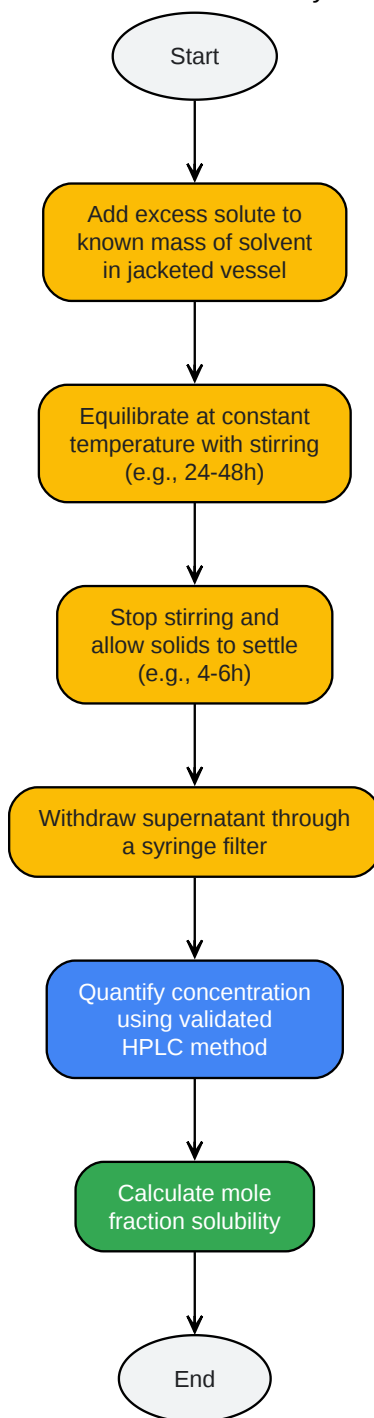 Start
Add excess solute to
known mass of solvent
in jacketed vessel
Equilibrate at constant
temperature with stirring
(e.g., 24-48h)
Stop stirring and
allow solids to settle
(e.g., 4-6h)
Withdraw supernatant through
a syringe filter
Quantify concentration
using validated
HPLC method
Calculate mole
fraction solubility
End